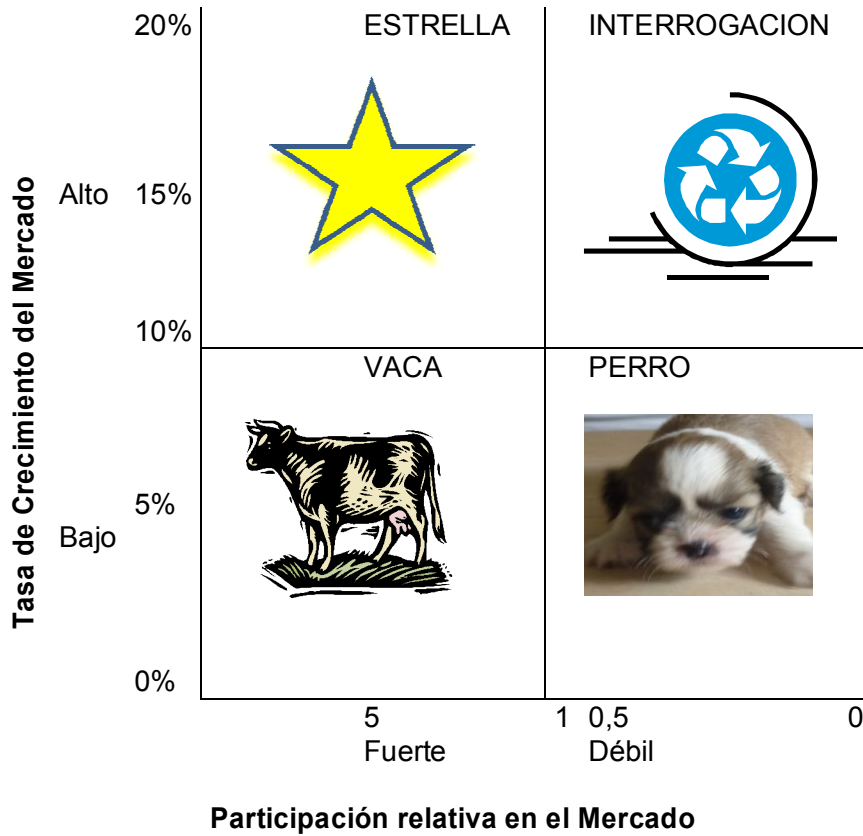 20% ESTRELLA INTERROGACION
Alto 15%
10%
VACA PERRO
5%
Bajo
0%
5 1 0,5 0
Fuerte Débil
Tasa de Crecimiento del Mercado
Participación relativa en el Mercado